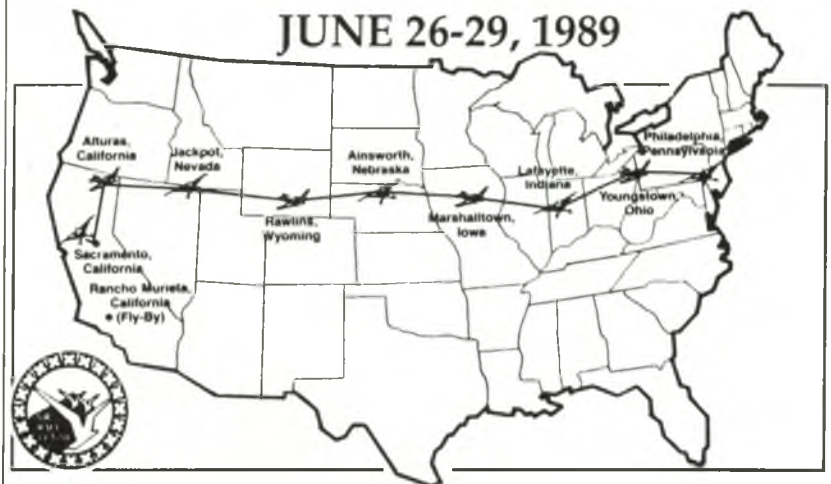 JUNE 26-29, 1989
Alturas,
California
Jackpot,
Nevada
Rawlins,
Wyoming
Ainsworth,
Nebraska
Marshalltown,
Iowa
Lafayette,
Indiana
Youngstown,
Ohio
Philadelphia,
Pennsylvania
Sacramento,
California
Rancho Murieta,
California
(Fly-By)